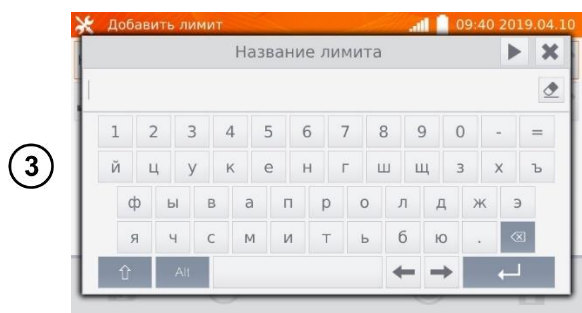 Добавить лимит 09:40 2019.04.10
Название лимита
1 2 3 4 5 6 7 8 9 0 - =
й ц у к е н г ш щ з х ъ
3
ф ы в а п р о л д ж э
я ч с м и т ь б ю .
Alt